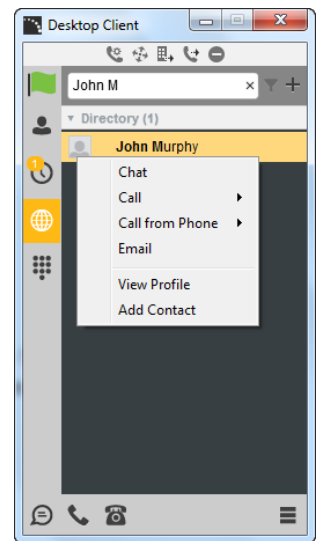 Desktop Client
John M
Directory (1)
John Murphy
Chat
Call
Call from Phone
Email
View Profile
Add Contact
1